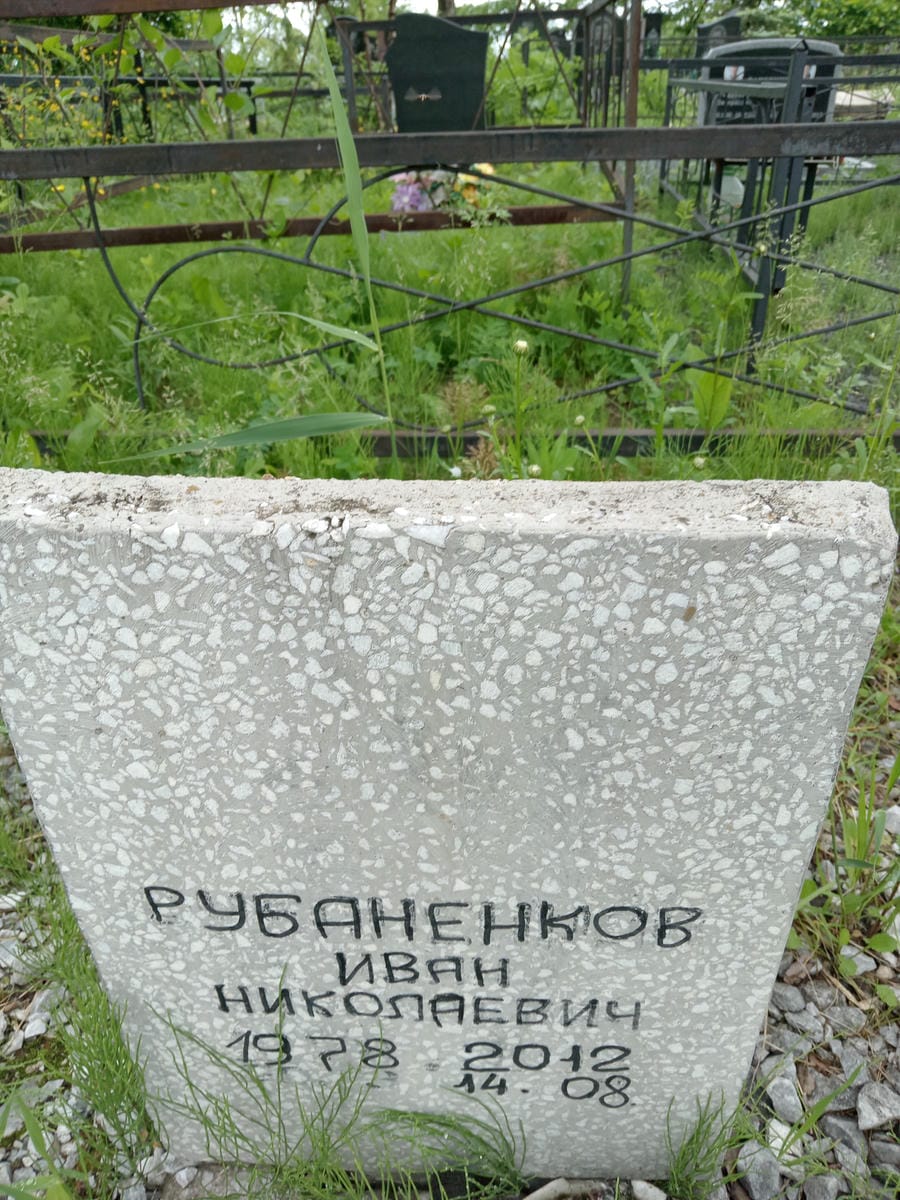 РУБАНЕНКОВ
ИВАН
НИКОЛАЕВИЧ
1978 - 2012
14. 08.